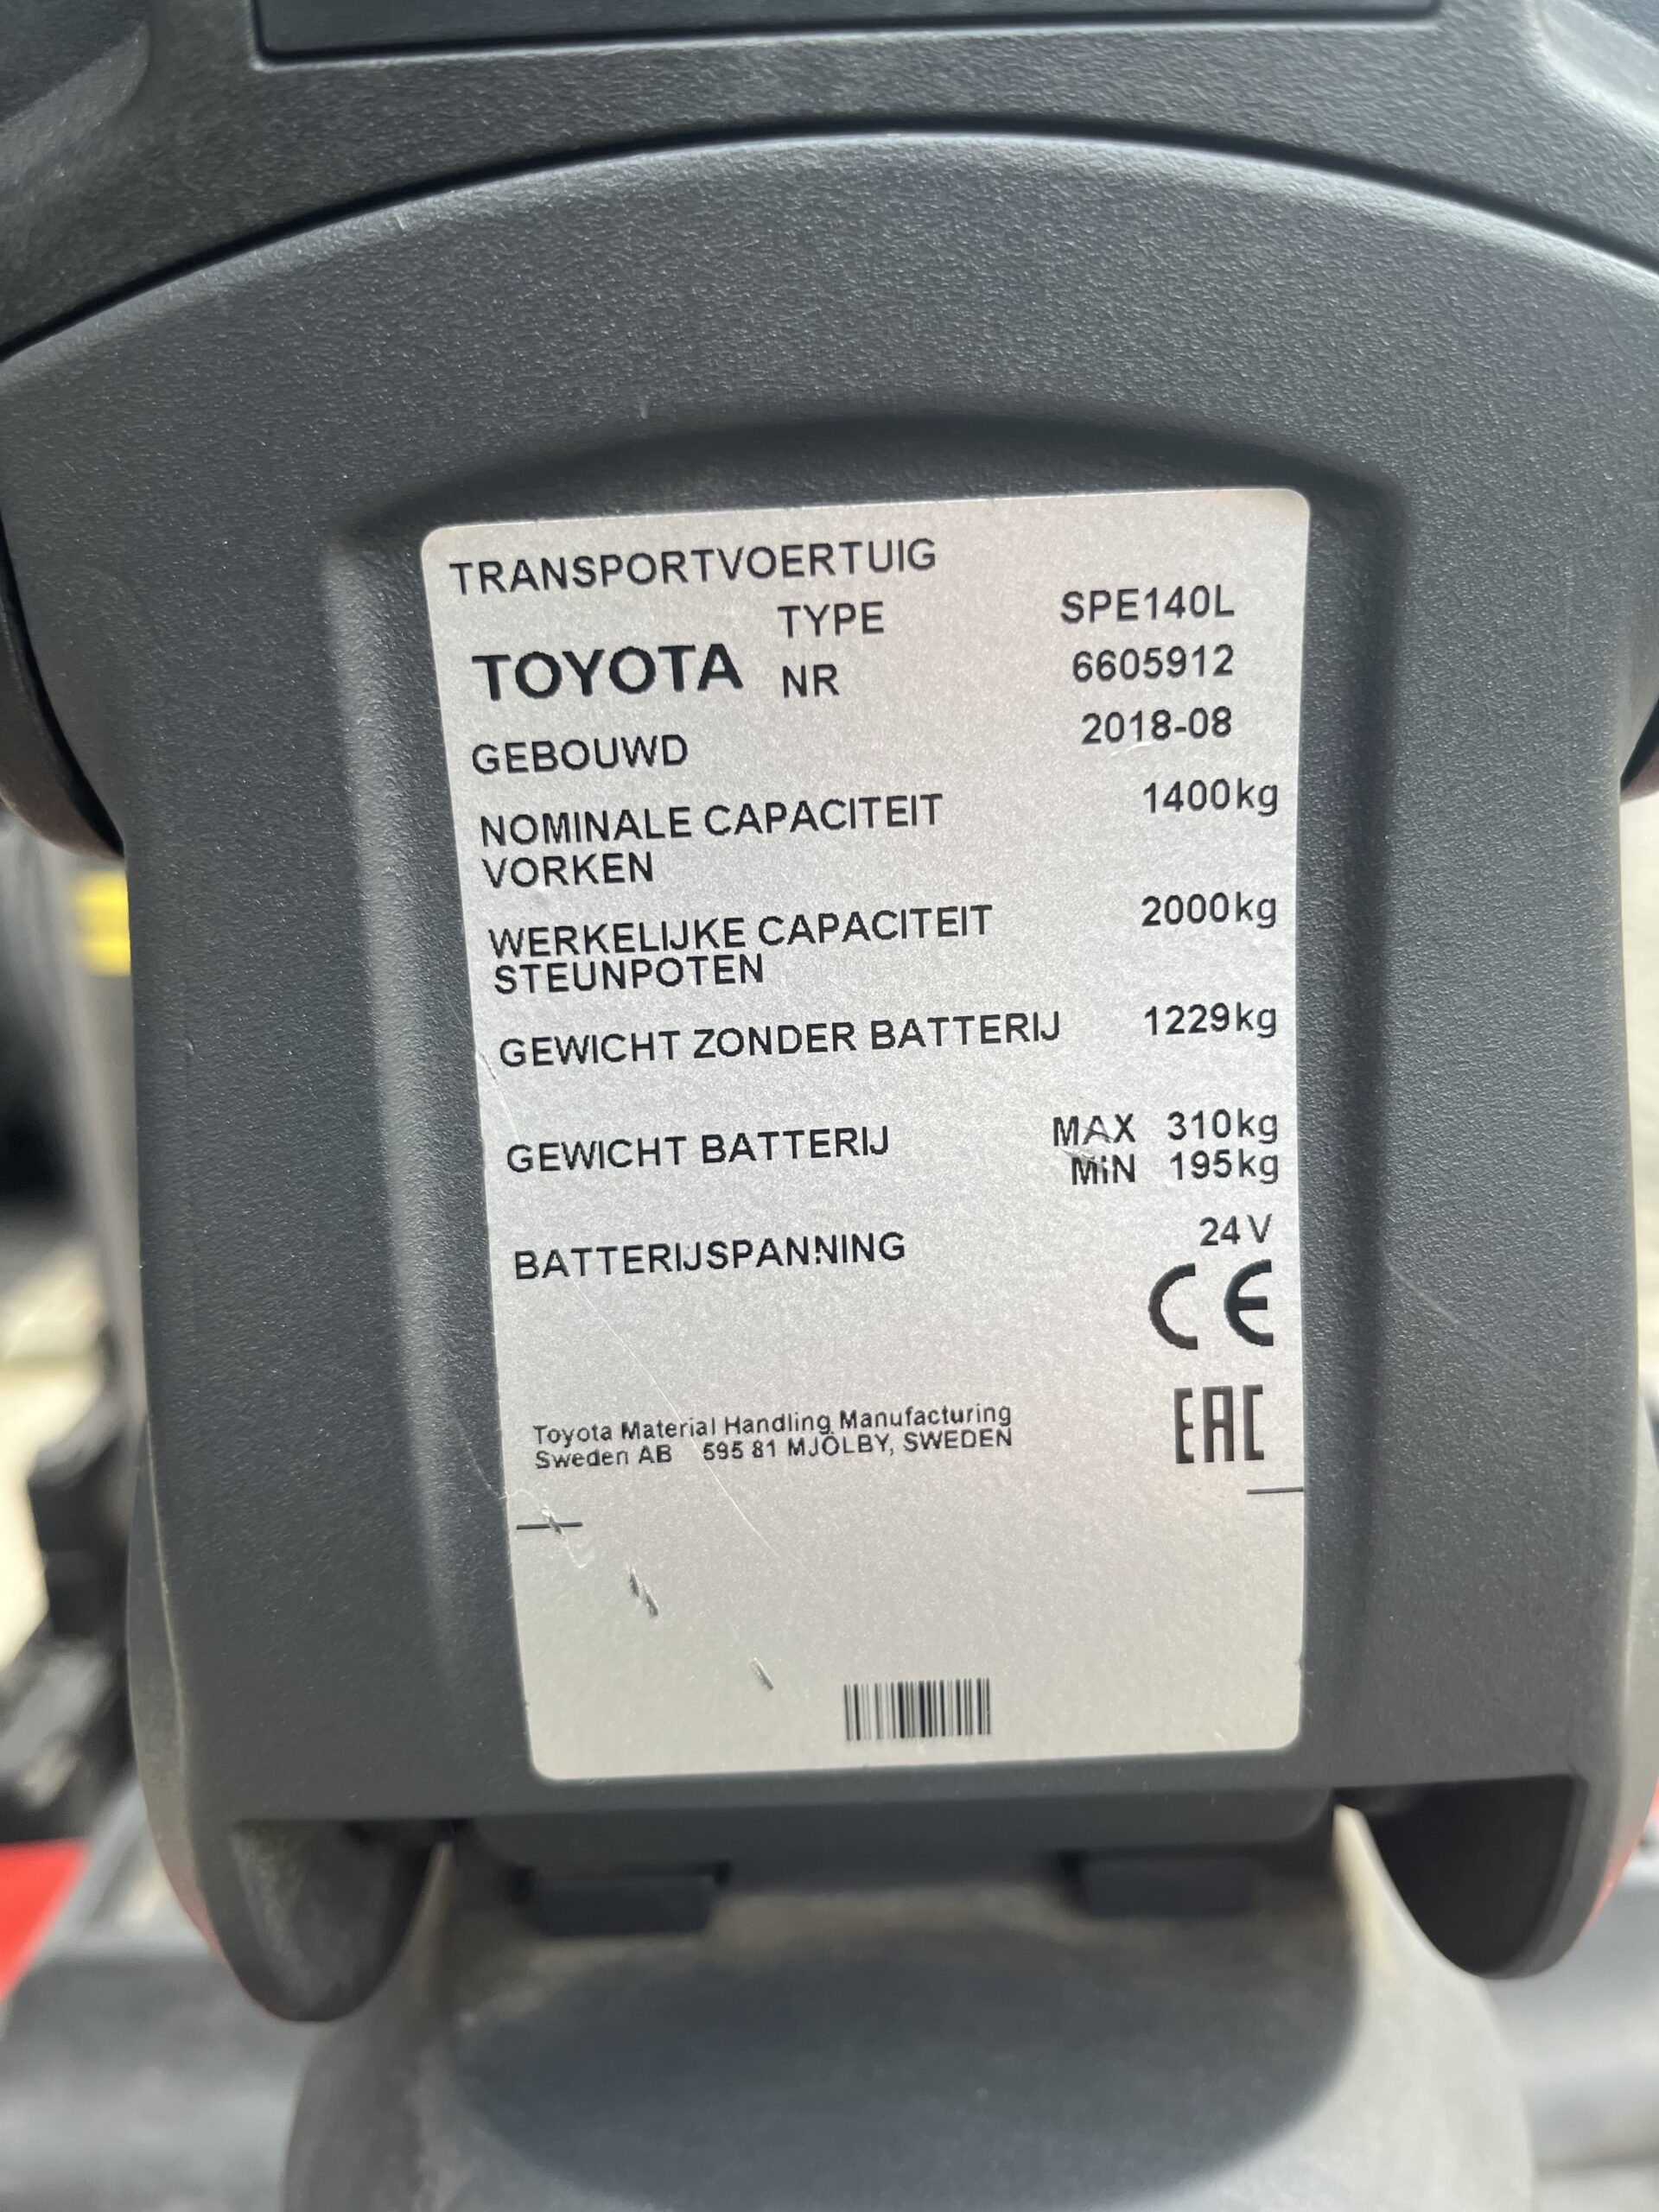 TRANSPORTVOERTUIG
TYPE SPE140L
TOYOTA NR 6605912
GEBOUWD 2018-08
NOMINALE CAPACITEIT 1400kg
VORKEN
WERKELIJKE CAPACITEIT 2000kg
STEUNPOTEN
GEWICHT ZONDER BATTERIJ 1229kg
GEWICHT BATTERIJ MAX 310kg
MIN 195kg
BATTERIJSPANNING 24V
CE
Toyota Material Handling Manufacturing
Sweden AB 595 81 MJÖLBY, SWEDEN
EAC